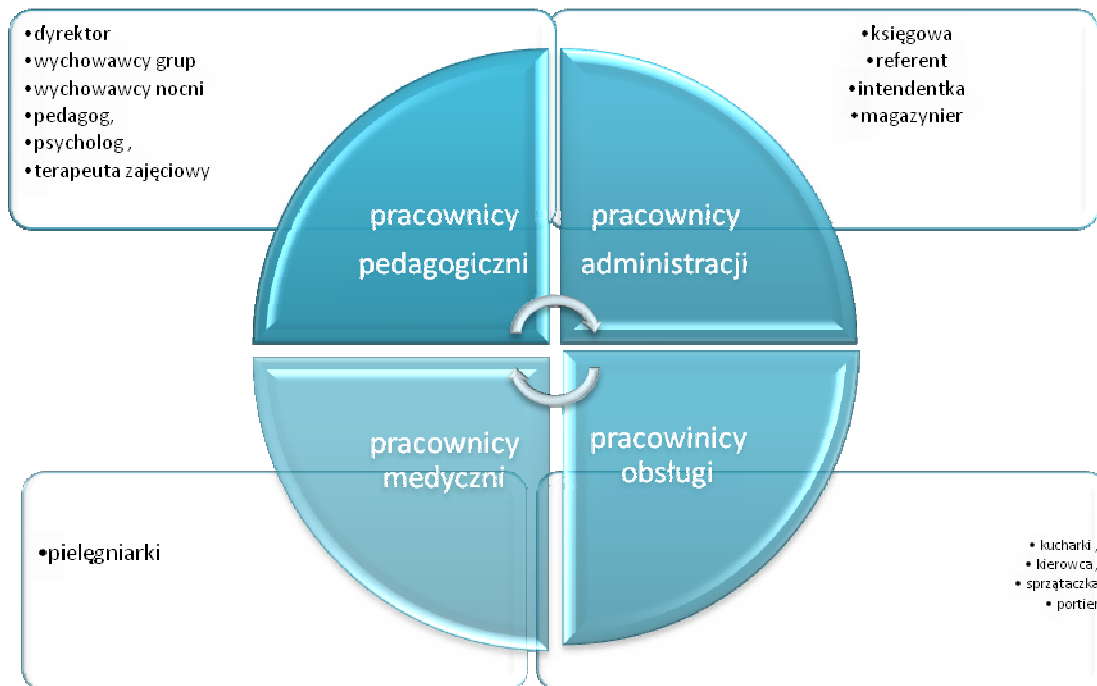 •dyrektor
•wychowawcy grup
•wychowawcy nocni
•pedagog,
•psycholog ,
•terapeuta zajęciowy
•księgowa
•referent
•intendentka
•magazynier
pracownicy
pedagogiczni
pracownicy
administracji
pracownicy
medyczni
pracowinicy
obsługi
•pielęgniarki
• kucharki ,
• kierowca ,
• sprzątaczka
• portier